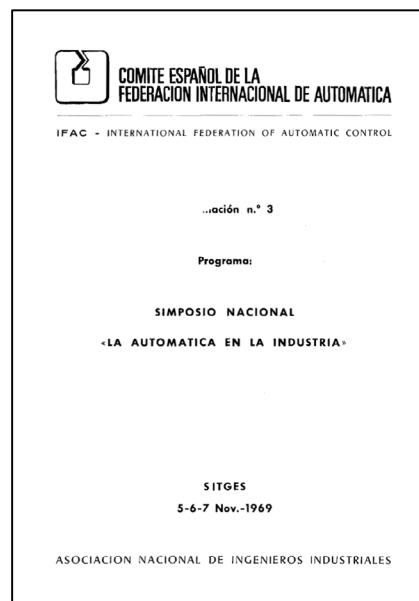 COMITE ESPAÑOL DE LA
FEDERACION INTERNACIONAL DE AUTOMATICA
IFAC - INTERNATIONAL FEDERATION OF AUTOMATIC CONTROL
n.° 3
Programa:
SIMPOSIO NACIONAL
«LA AUTOMATICA EN LA INDUSTRIA»
SITGES
5-6-7 Nov.-1969
ASOCIACION NACIONAL DE INGENIEROS INDUSTRIALES